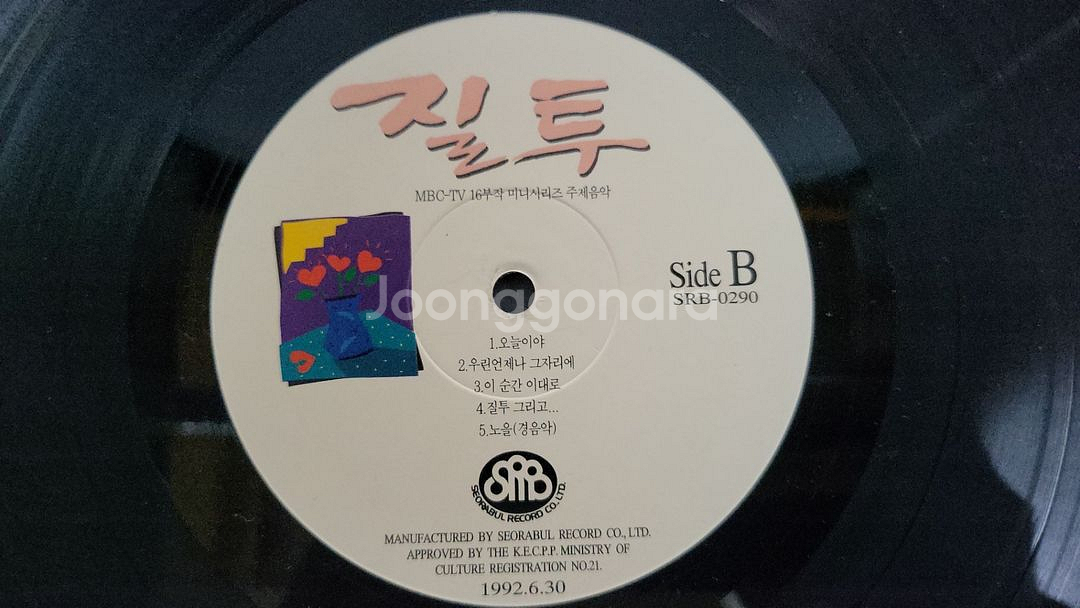 질투
MBC-TV 16부작 미니시리즈 주제음악
Side B
SRB-0290
Joonggonara
1.오늘이야
2.우린언제나 그자리에
3.이 순간 이대로
4.질투 그리고...
5.노을(경음악)
SRB
SEORABUL RECORD CO., LTD.
MANUFACTURED BY SEORABUL RECORD CO., LTD.
APPROVED BY THE K.E.C.P.P. MINISTRY OF
CULTURE REGISTRATION NO.21.
1992.6.30